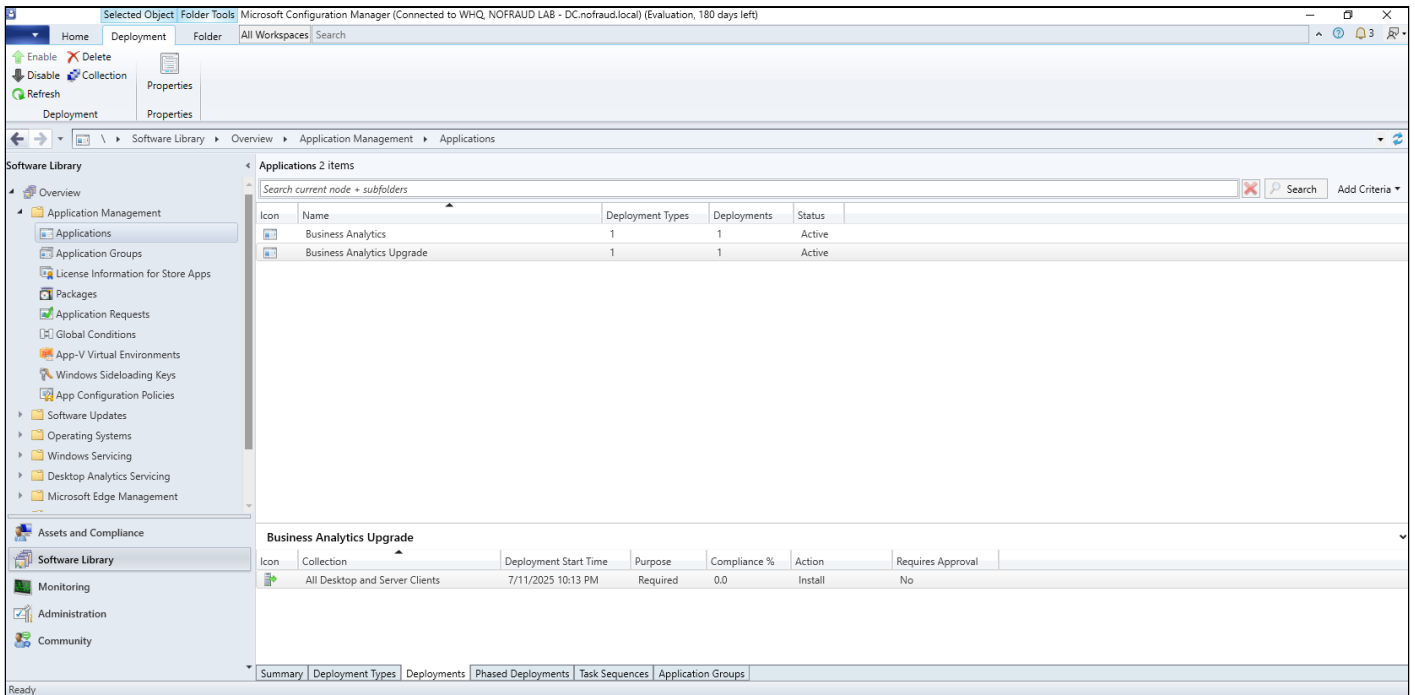 Selected Object Folder Tools Microsoft Configuration Manager (Connected to WHQ, NOFRAUD LAB - DC.nofraud.local) (Evaluation, 180 days left)
Home Deployment Folder All Workspaces Search 3
Enable Delete
Disable Collection
Properties
Refresh
Deployment Properties
\ Software Library Overview Application Management Applications
Software Library
Overview
Application Management
Applications
Application Groups
License Information for Store Apps
Packages
Application Requests
Global Conditions
App-V Virtual Environments
Windows Sideloading Keys
App Configuration Policies
Software Updates
Operating Systems
Windows Servicing
Desktop Analytics Servicing
Microsoft Edge Management
Assets and Compliance
Software Library
Monitoring
Administration
Community
Applications 2 items
Search current node + subfolders Search Add Criteria
Icon Name Deployment Types Deployments Status
Business Analytics 1 1 Active
Business Analytics Upgrade 1 1 Active
Business Analytics Upgrade
Icon Collection Deployment Start Time Purpose Compliance % Action Requires Approval
All Desktop and Server Clients 7/11/2025 10:13 PM Required 0.0 Install No
Summary Deployment Types Deployments Phased Deployments Task Sequences Application Groups
Ready